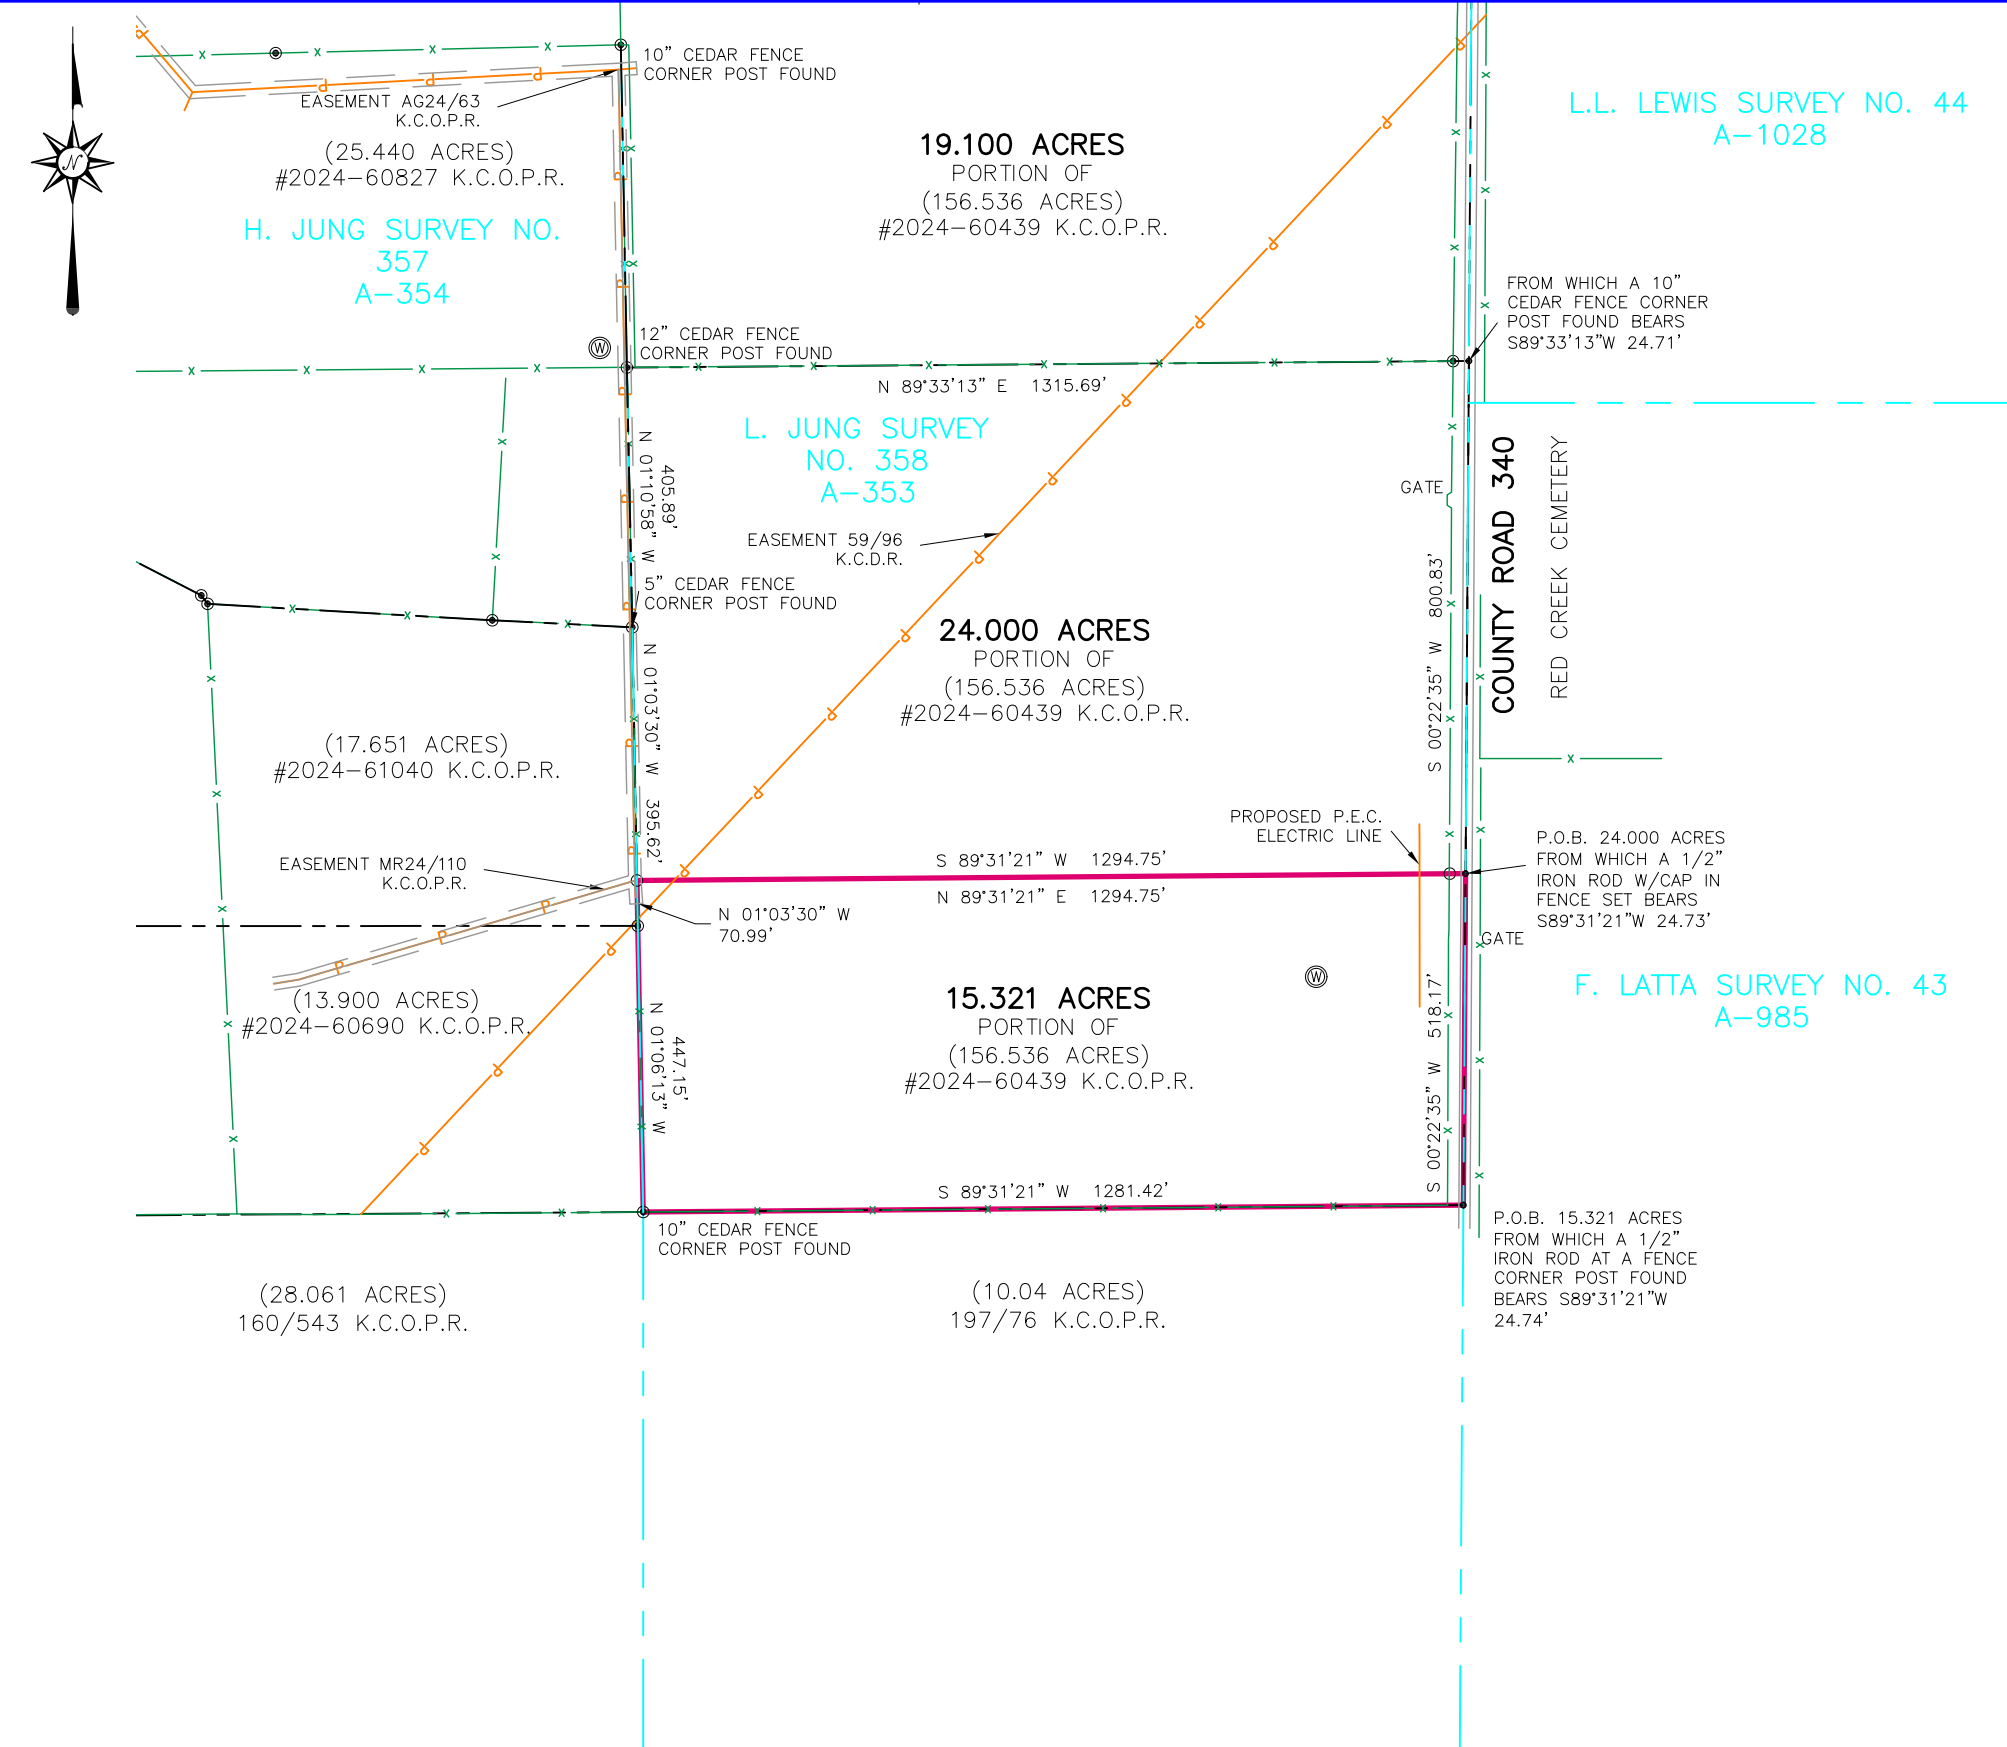 10" CEDAR FENCE
CORNER POST FOUND
EASEMENT AG24/63
K.C.O.P.R.
(25.440 ACRES)
#2024-60827 K.C.O.P.R.
H. JUNG SURVEY NO.
357
A-354
N
19.100 ACRES
PORTION OF
(156.536 ACRES)
#2024-60439 K.C.O.P.R.
L.L. LEWIS SURVEY NO. 44
A-1028
FROM WHICH A 10"
CEDAR FENCE CORNER
POST FOUND BEARS
S89°33'13"W 24.71'
W
12" CEDAR FENCE
CORNER POST FOUND
N 89°33'13" E 1315.69'
L. JUNG SURVEY
NO. 358
A-353
N 01°10'58" W
405.89'
GATE
COUNTY ROAD 340
RED CREEK CEMETERY
EASEMENT 59/96
K.C.D.R.
5" CEDAR FENCE
CORNER POST FOUND
24.000 ACRES
PORTION OF
(156.536 ACRES)
#2024-60439 K.C.O.P.R.
S 00°22'35" W 800.83'
N 01°03'30" W 395.62'
(17.651 ACRES)
#2024-61040 K.C.O.P.R.
PROPOSED P.E.C.
ELECTRIC LINE
P.O.B. 24.000 ACRES
FROM WHICH A 1/2"
IRON ROD W/CAP IN
FENCE SET BEARS
S89°31'21"W 24.73'
EASEMENT MR24/110
K.C.O.P.R.
S 89°31'21" W 1294.75'
N 89°31'21" E 1294.75'
N 01°03'30" W
70.99'
GATE
W
(13.900 ACRES)
#2024-60690 K.C.O.P.R.
15.321 ACRES
PORTION OF
(156.536 ACRES)
#2024-60439 K.C.O.P.R.
F. LATTA SURVEY NO. 43
A-985
N 01°06'13" W
447.15'
S 00°22'35" W 518.17'
S 89°31'21" W 1281.42'
10" CEDAR FENCE
CORNER POST FOUND
P.O.B. 15.321 ACRES
FROM WHICH A 1/2"
IRON ROD AT A FENCE
CORNER POST FOUND
BEARS S89°31'21"W
24.74'
(28.061 ACRES)
160/543 K.C.O.P.R.
(10.04 ACRES)
197/76 K.C.O.P.R.